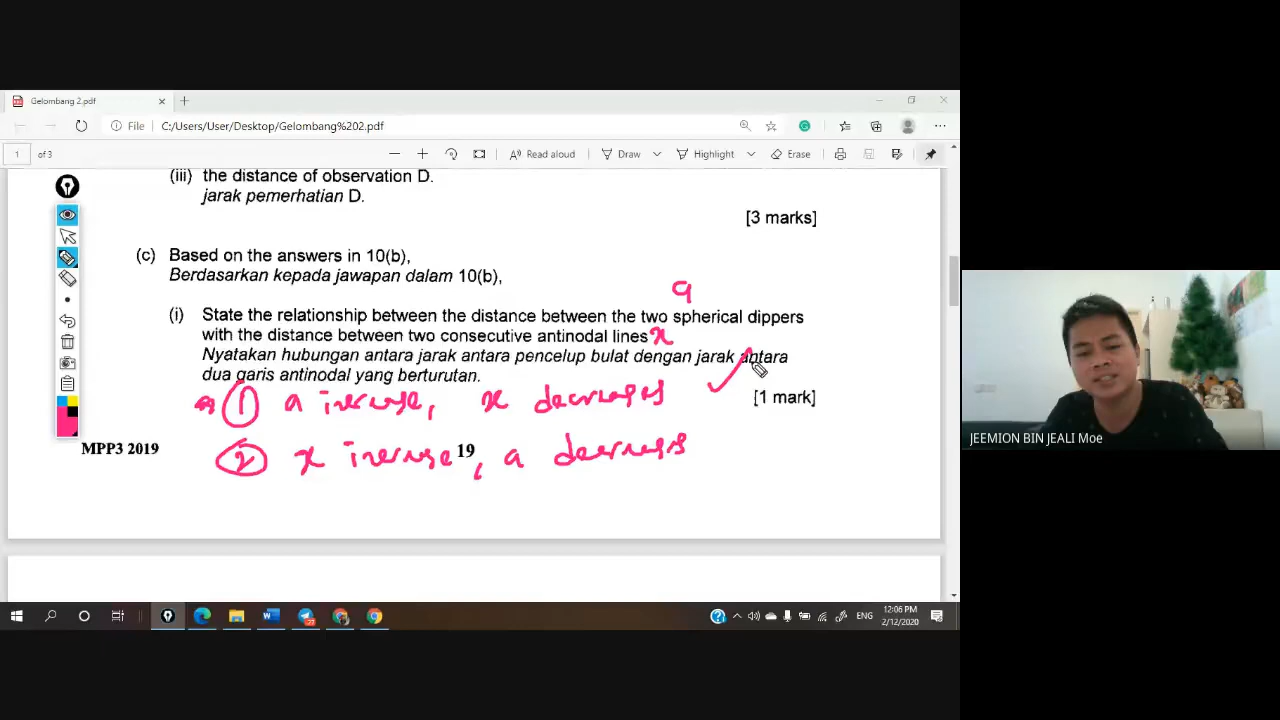 Gelombang 2.pdf
File C:/Users/User/Desktop/Gelombang%202.pdf
1 of 3 Read aloud Draw Highlight Erase
(iii) the distance of observation D.
jarak pemerhatian D.
[3 marks]
(c) Based on the answers in 10(b),
Berdasarkan kepada jawapan dalam 10(b),
a
(i) State the relationship between the distance between the two spherical dippers
with the distance between two consecutive antinodal lines x
Nyatakan hubungan antara jarak antara pencelup bulat dengan jarak antara
dua garis antinodal yang berturutan.
1 a increase, x decreases
[1 mark]
MPP3 2019
19
2 x increase, a decreases
JEEMION BIN JEALI Moe
ENG
12:06 PM
2/12/2020